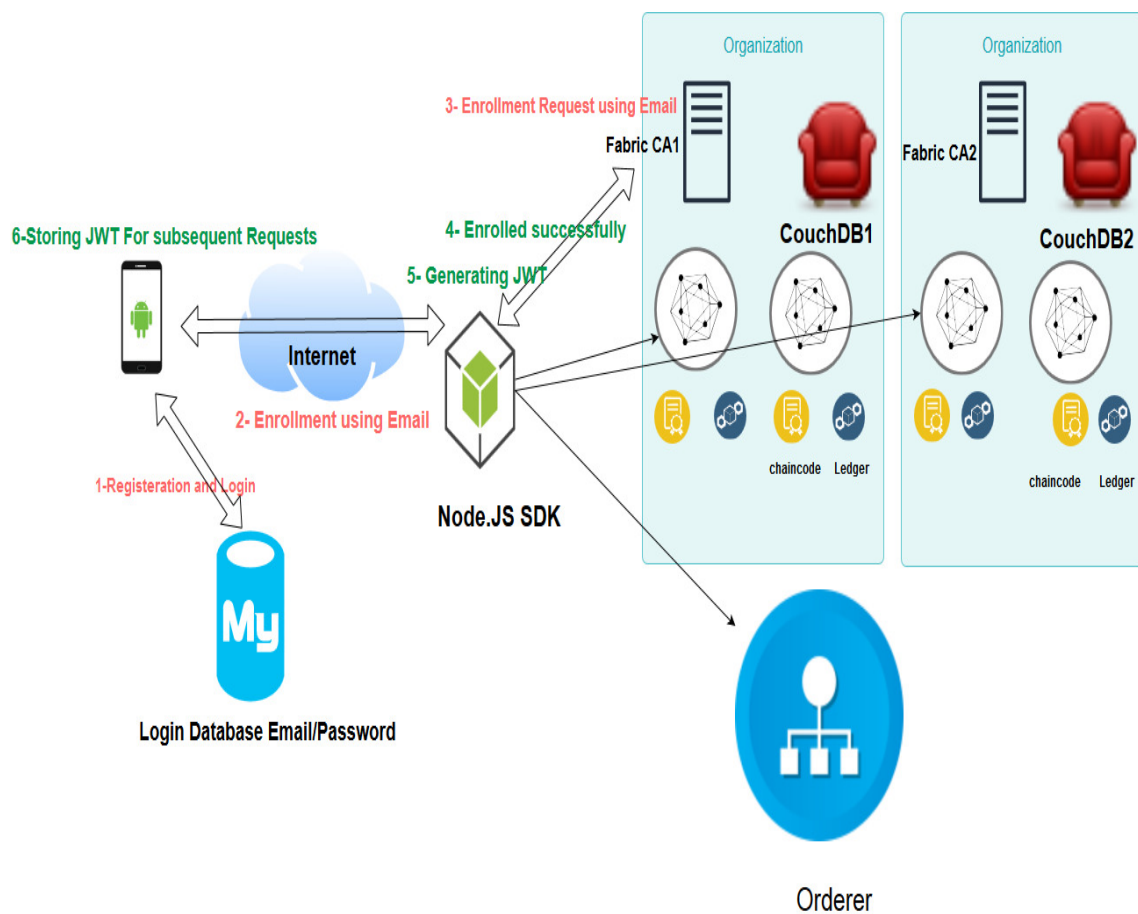 Organization
Organization
3- Enrollment Request using Email
Fabric CA1
Fabric CA2
4- Enrolled successfully
CouchDB1
CouchDB2
6-Storing JWT For subsequent Requests
5- Generating JWT
Internet
2- Enrollment using Email
chaincode
Ledger
chaincode
Ledger
1-Registeration and Login
Node.JS SDK
My
Login Database Email/Password
Orderer